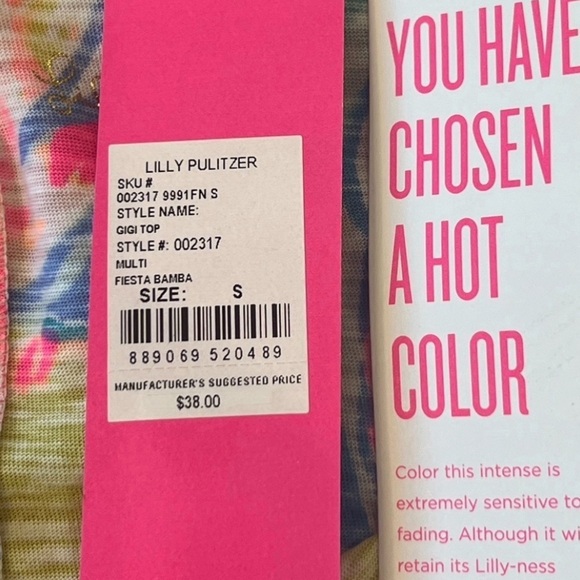 LILLY PULITZER
SKU #
002317 9991FN S
STYLE NAME:
GIGI TOP
STYLE #: 002317
MULTI
FIESTA BAMBA
SIZE: S
889069 520489
MANUFACTURER'S SUGGESTED PRICE
$38.00
YOU HAVE
CHOSEN
A HOT
COLOR
Color this intense is
extremely sensitive to
fading. Although it wi
retain its Lilly-ness